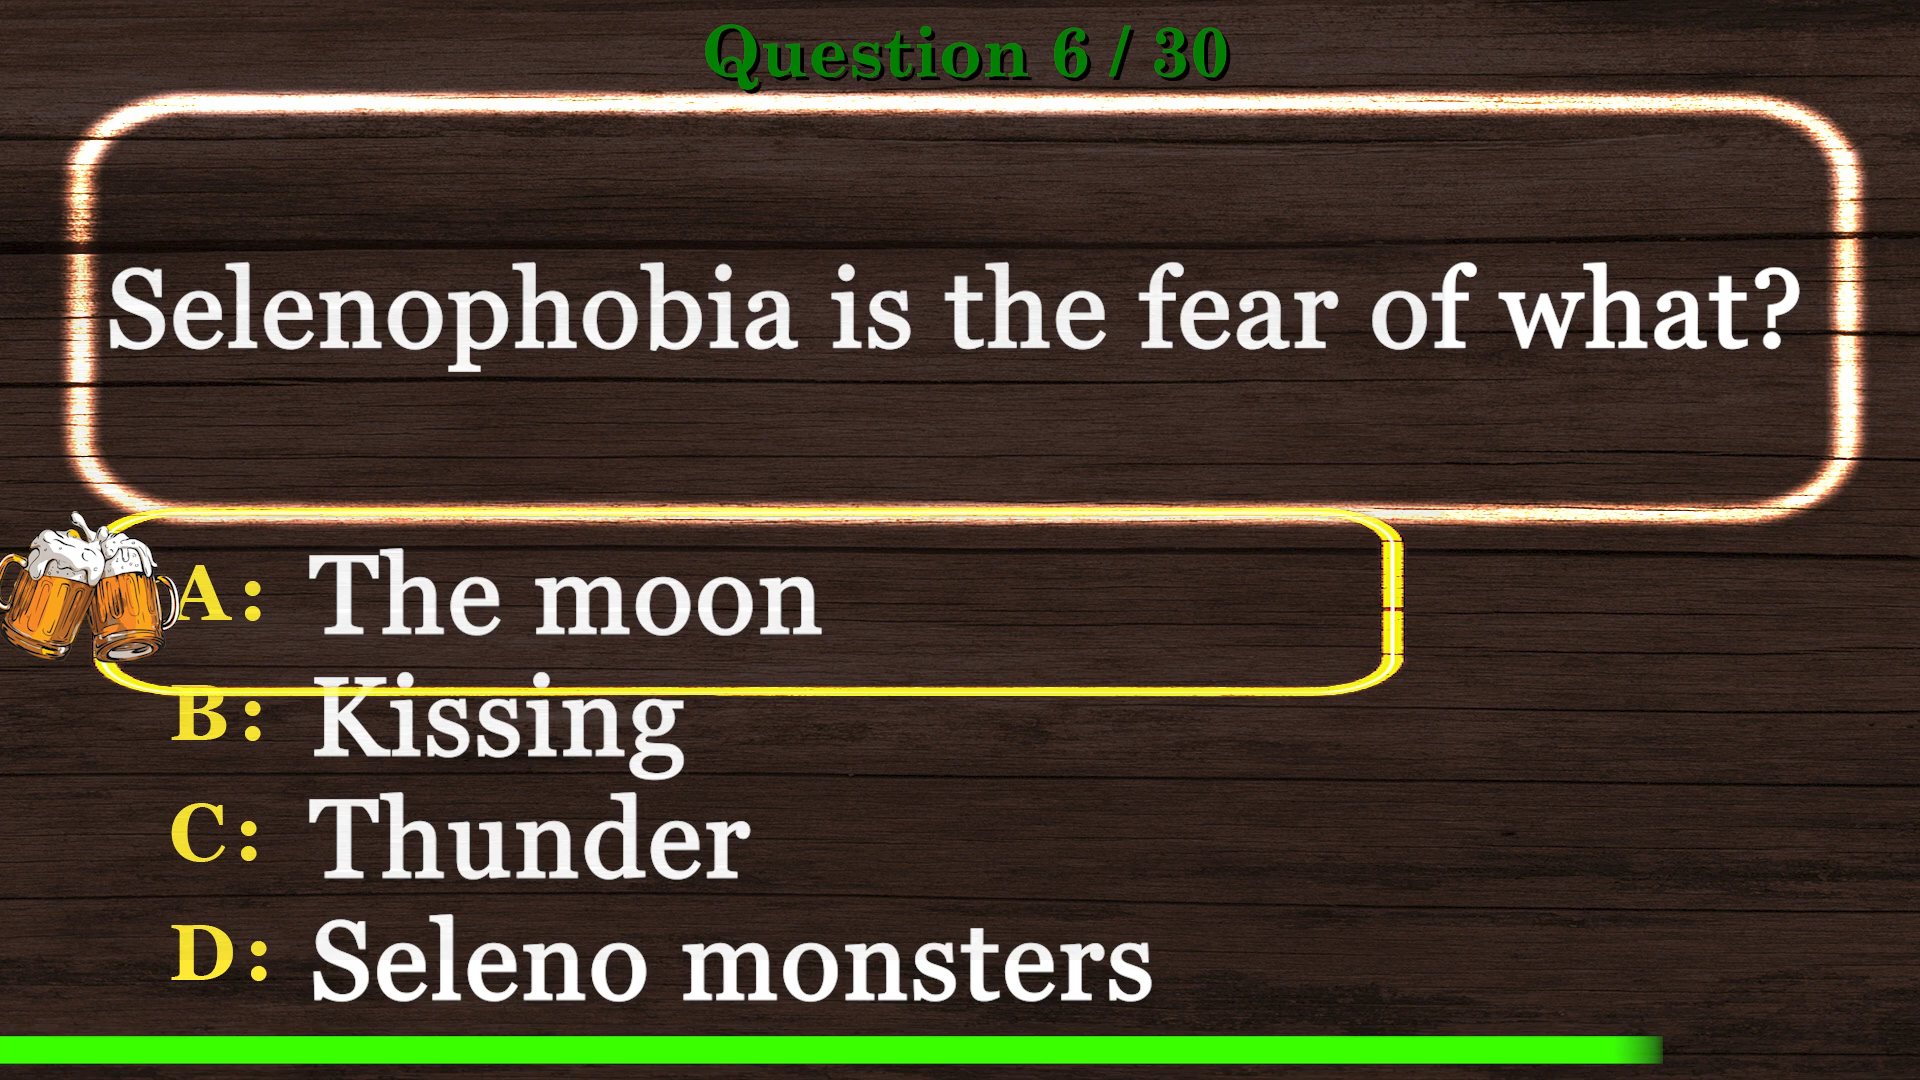 Question 6 / 30
Selenophobia is the fear of what?
A: The moon
B: Kissing
C: Thunder
D: Seleno monsters